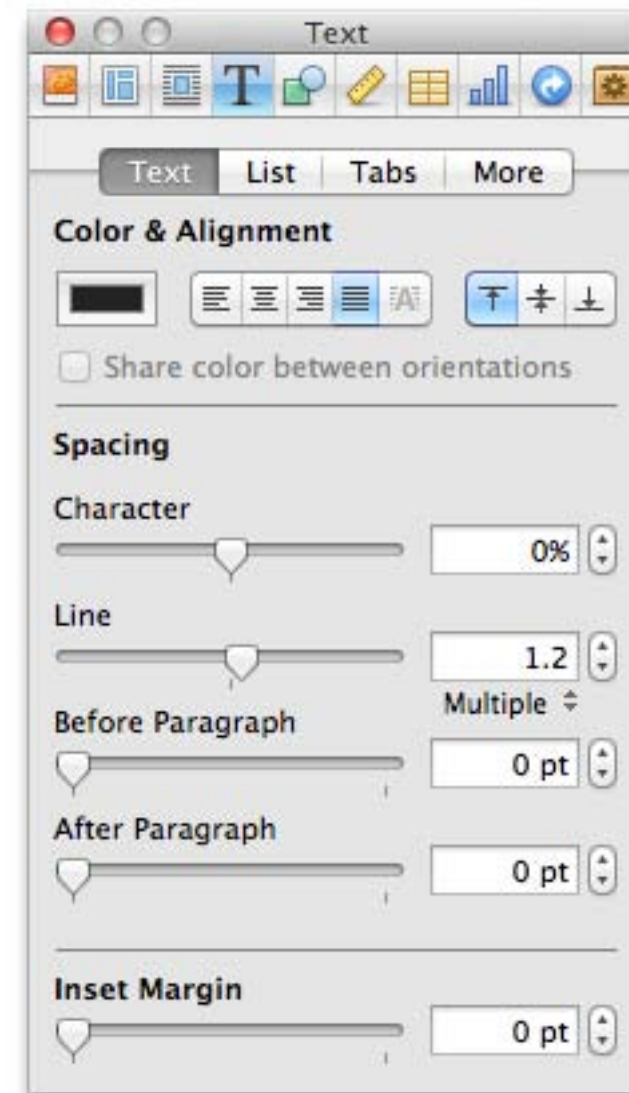 Text
T
Text List Tabs More
Color & Alignment
A
Share color between orientations
Spacing
Character
0%
Line
1.2
Multiple
Before Paragraph
0 pt
After Paragraph
0 pt
Inset Margin
0 pt